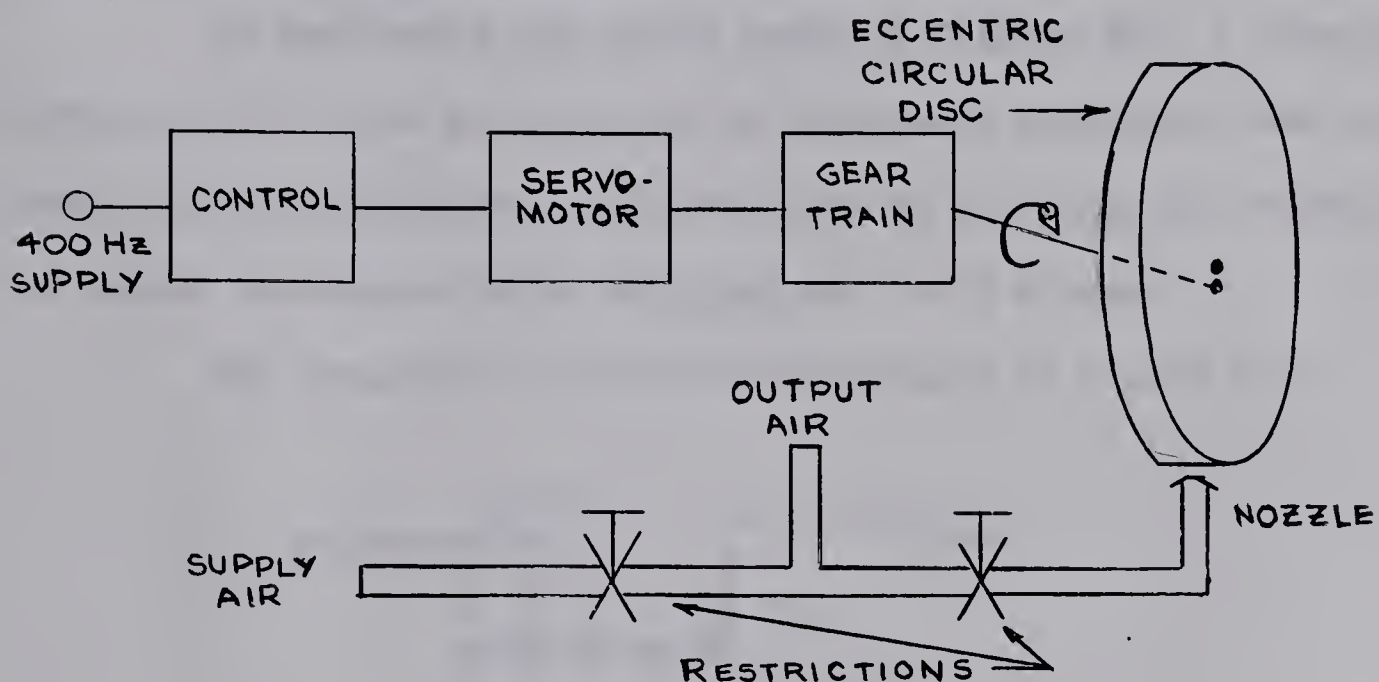 ECCENTRIC
CIRCULAR
DISC
CONTROL
SERVO-
MOTOR
GEAR
TRAIN
400 HZ
SUPPLY
OUTPUT
AIR
NOZZLE
SUPPLY
AIR
RESTRICTIONS